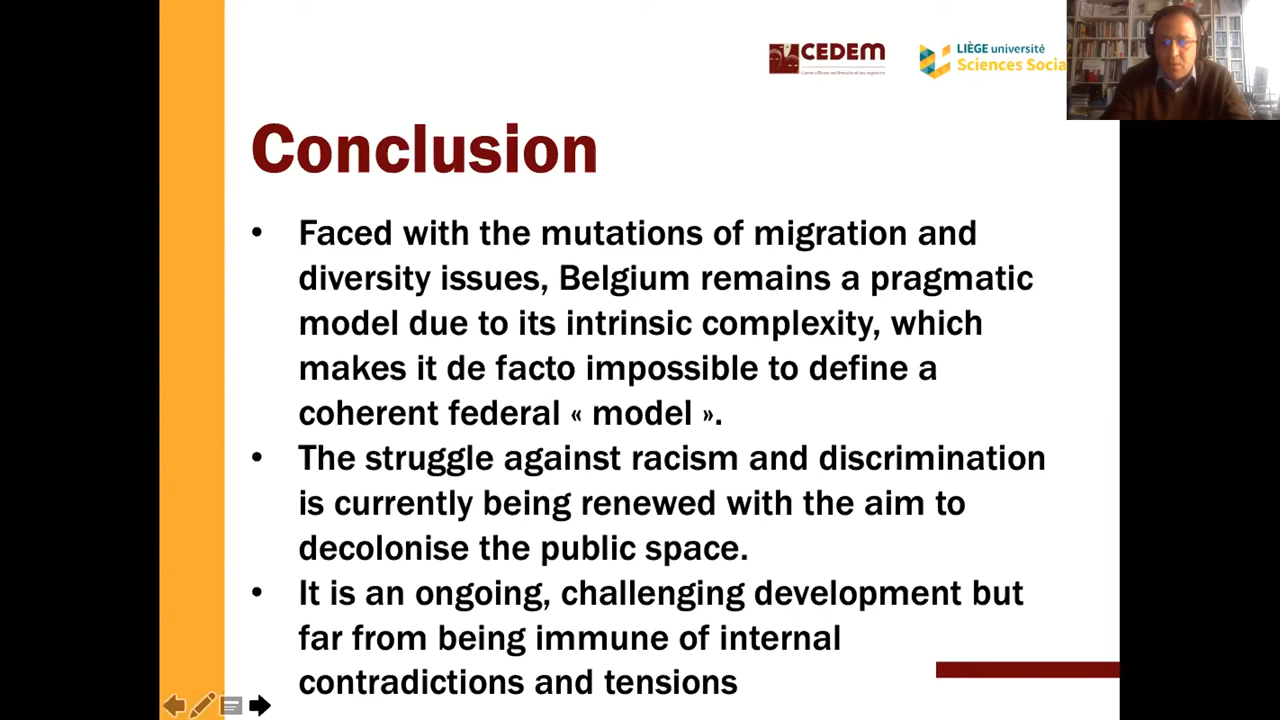 CEDEM
LIÈGE université
Sciences Socia
Conclusion
• Faced with the mutations of migration and
diversity issues, Belgium remains a pragmatic
model due to its intrinsic complexity, which
makes it de facto impossible to define a
coherent federal « model ».
• The struggle against racism and discrimination
is currently being renewed with the aim to
decolonise the public space.
• It is an ongoing, challenging development but
far from being immune of internal
contradictions and tensions